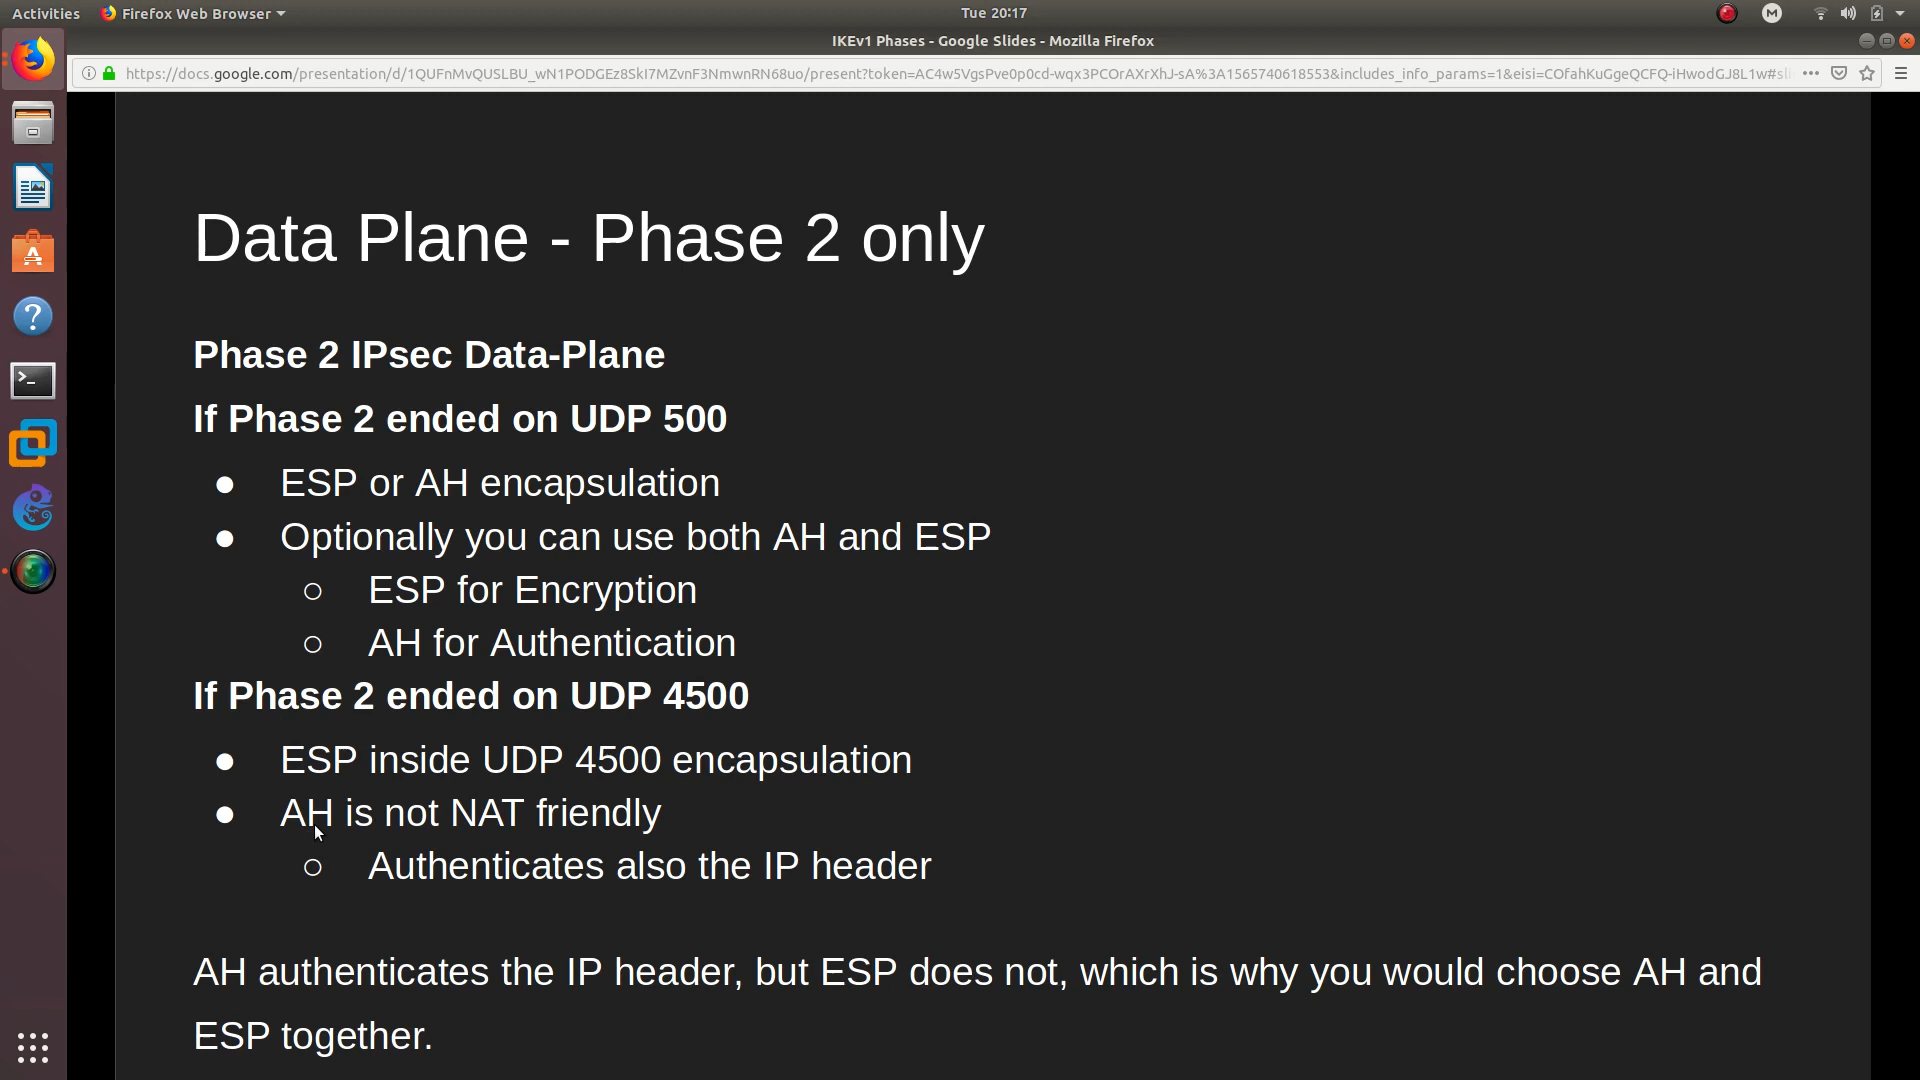 Activities
Firefox Web Browser
Tue 20:17
IKEv1 Phases - Google Slides - Mozilla Firefox
https://docs.google.com/presentation/d/1QUFnMvQUSLBU_wN1PODGEz8SkI7MZvnF3NmwnRN68uo/present?token=AC4w5VgsPve0p0cd-wqx3PCOrAXrXhJ-sA%3A1565740618553&includes_info_params=1&eisi=COfahKuGgeQCFQ-iHwodGJ8L1w#sli
Data Plane - Phase 2 only
Phase 2 IPsec Data-Plane
If Phase 2 ended on UDP 500
● ESP or AH encapsulation
● Optionally you can use both AH and ESP
○ ESP for Encryption
○ AH for Authentication
If Phase 2 ended on UDP 4500
● ESP inside UDP 4500 encapsulation
● AH is not NAT friendly
○ Authenticates also the IP header
AH authenticates the IP header, but ESP does not, which is why you would choose AH and
ESP together.